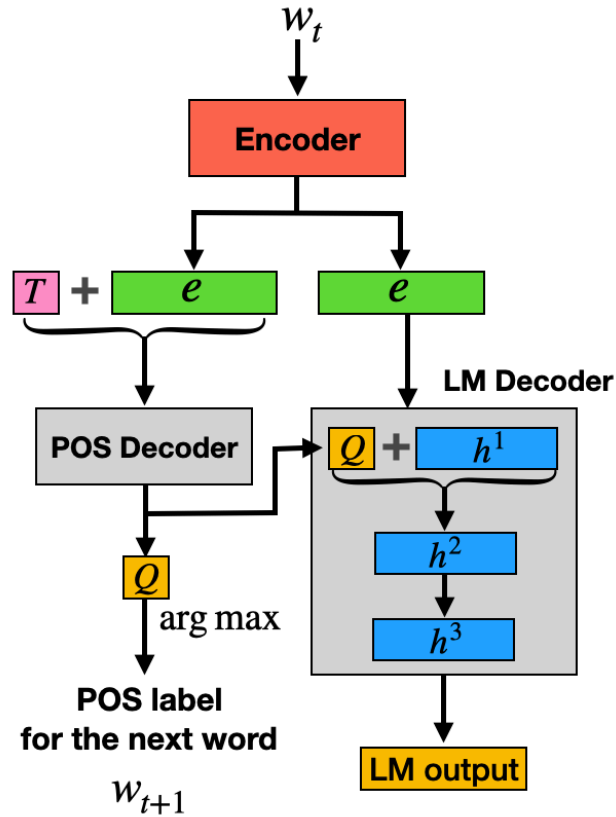 w_t
Encoder
T + e
e
LM Decoder
POS Decoder
Q + h^1
h^2
Q
arg max
h^3
POS label
for the next word
w_{t+1}
LM output